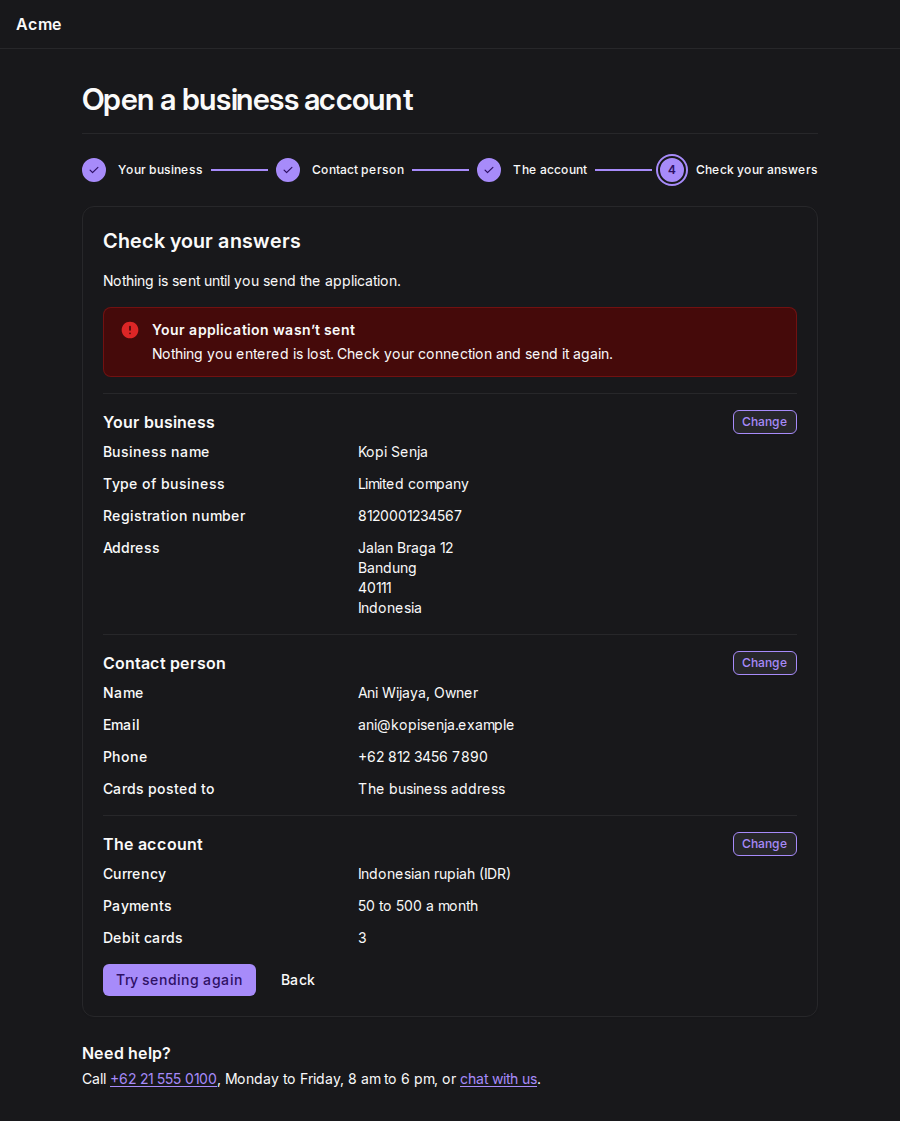 Acme
Open a business account
Your business
Contact person
The account
4
Check your answers
Check your answers
Nothing is sent until you send the application.
Your application wasn’t sent
Nothing you entered is lost. Check your connection and send it again.
Your business
Change
Business name
Kopi Senja
Type of business
Limited company
Registration number
8120001234567
Address
Jalan Braga 12
Bandung
40111
Indonesia
Contact person
Change
Name
Ani Wijaya, Owner
Email
ani@kopisenja.example
Phone
+62 812 3456 7890
Cards posted to
The business address
The account
Change
Currency
Indonesian rupiah (IDR)
Payments
50 to 500 a month
Debit cards
3
Try sending again
Back
Need help?
Call +62 21 555 0100, Monday to Friday, 8 am to 6 pm, or chat with us.